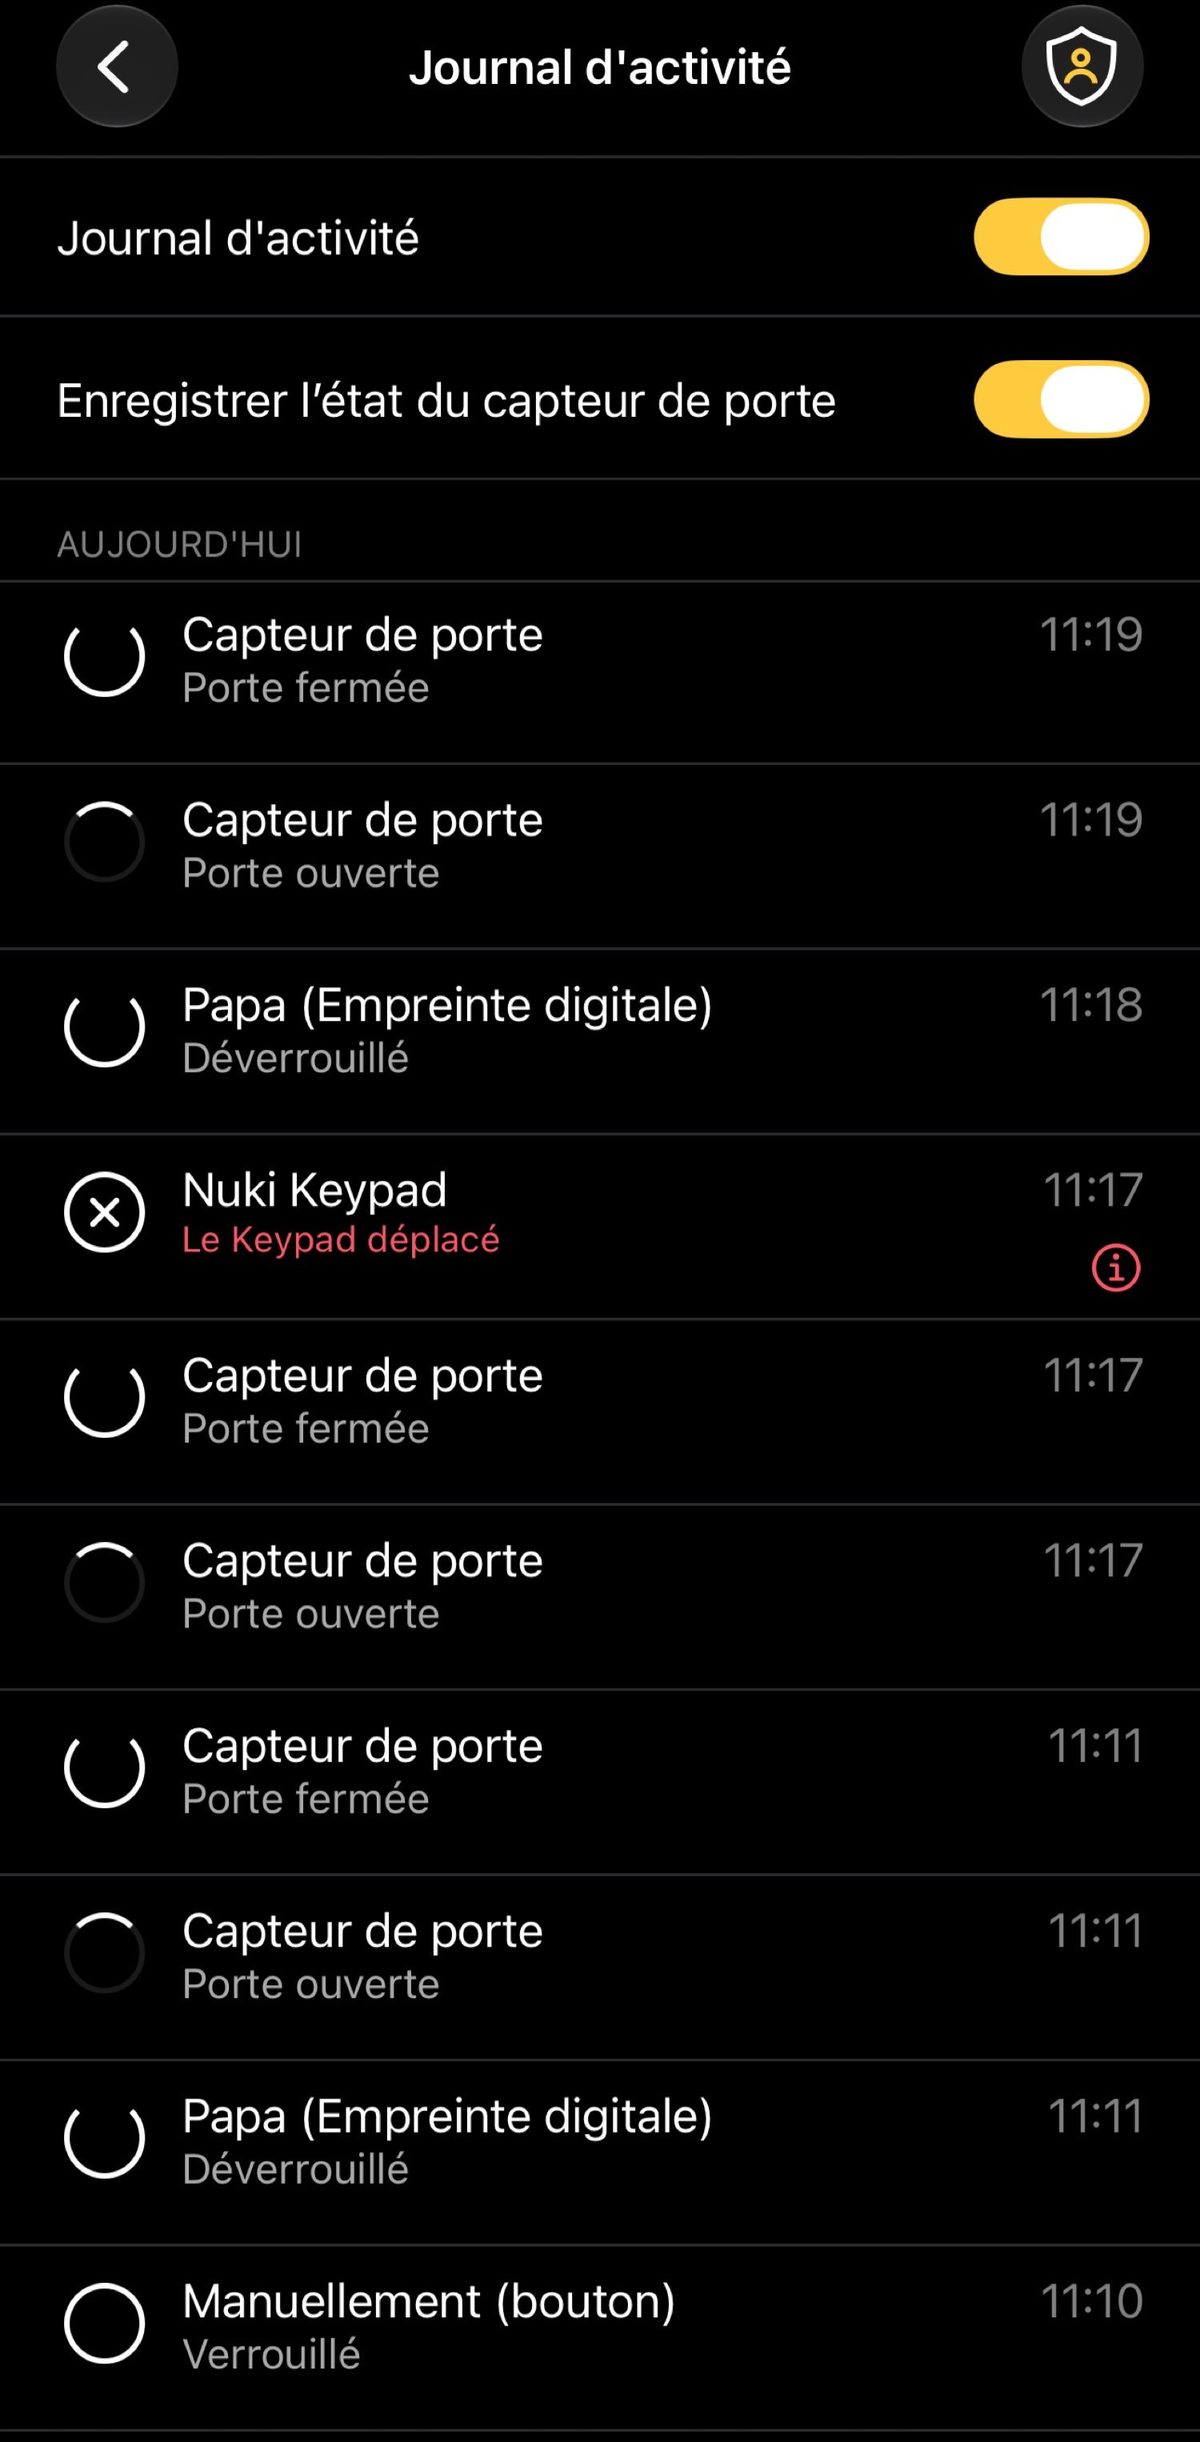 Journal d'activité
Journal d'activité
Enregistrer l’état du capteur de porte
AUJOURD'HUI
Capteur de porte 11:19
Porte fermée
Capteur de porte 11:19
Porte ouverte
Papa (Empreinte digitale) 11:18
Déverrouillé
Nuki Keypad 11:17
Le Keypad déplacé
Capteur de porte 11:17
Porte fermée
Capteur de porte 11:17
Porte ouverte
Capteur de porte 11:11
Porte fermée
Capteur de porte 11:11
Porte ouverte
Papa (Empreinte digitale) 11:11
Déverrouillé
Manuellement (bouton) 11:10
Verrouillé